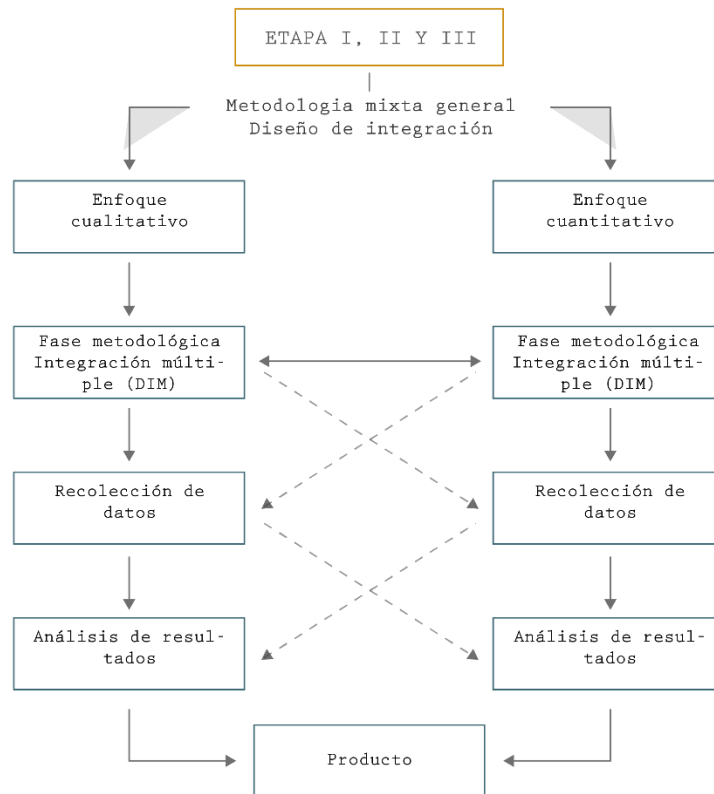 ETAPA I, II Y III
Metodologia mixta general
Diseño de integración
Enfoque
cualitativo
Enfoque
cuantitativo
Fase metodológica
Integración múlti-
ple (DIM)
Fase metodológica
Integración múlti-
ple (DIM)
Recolección de
datos
Recolección de
datos
Análisis de resul-
tados
Análisis de resul-
tados
Producto